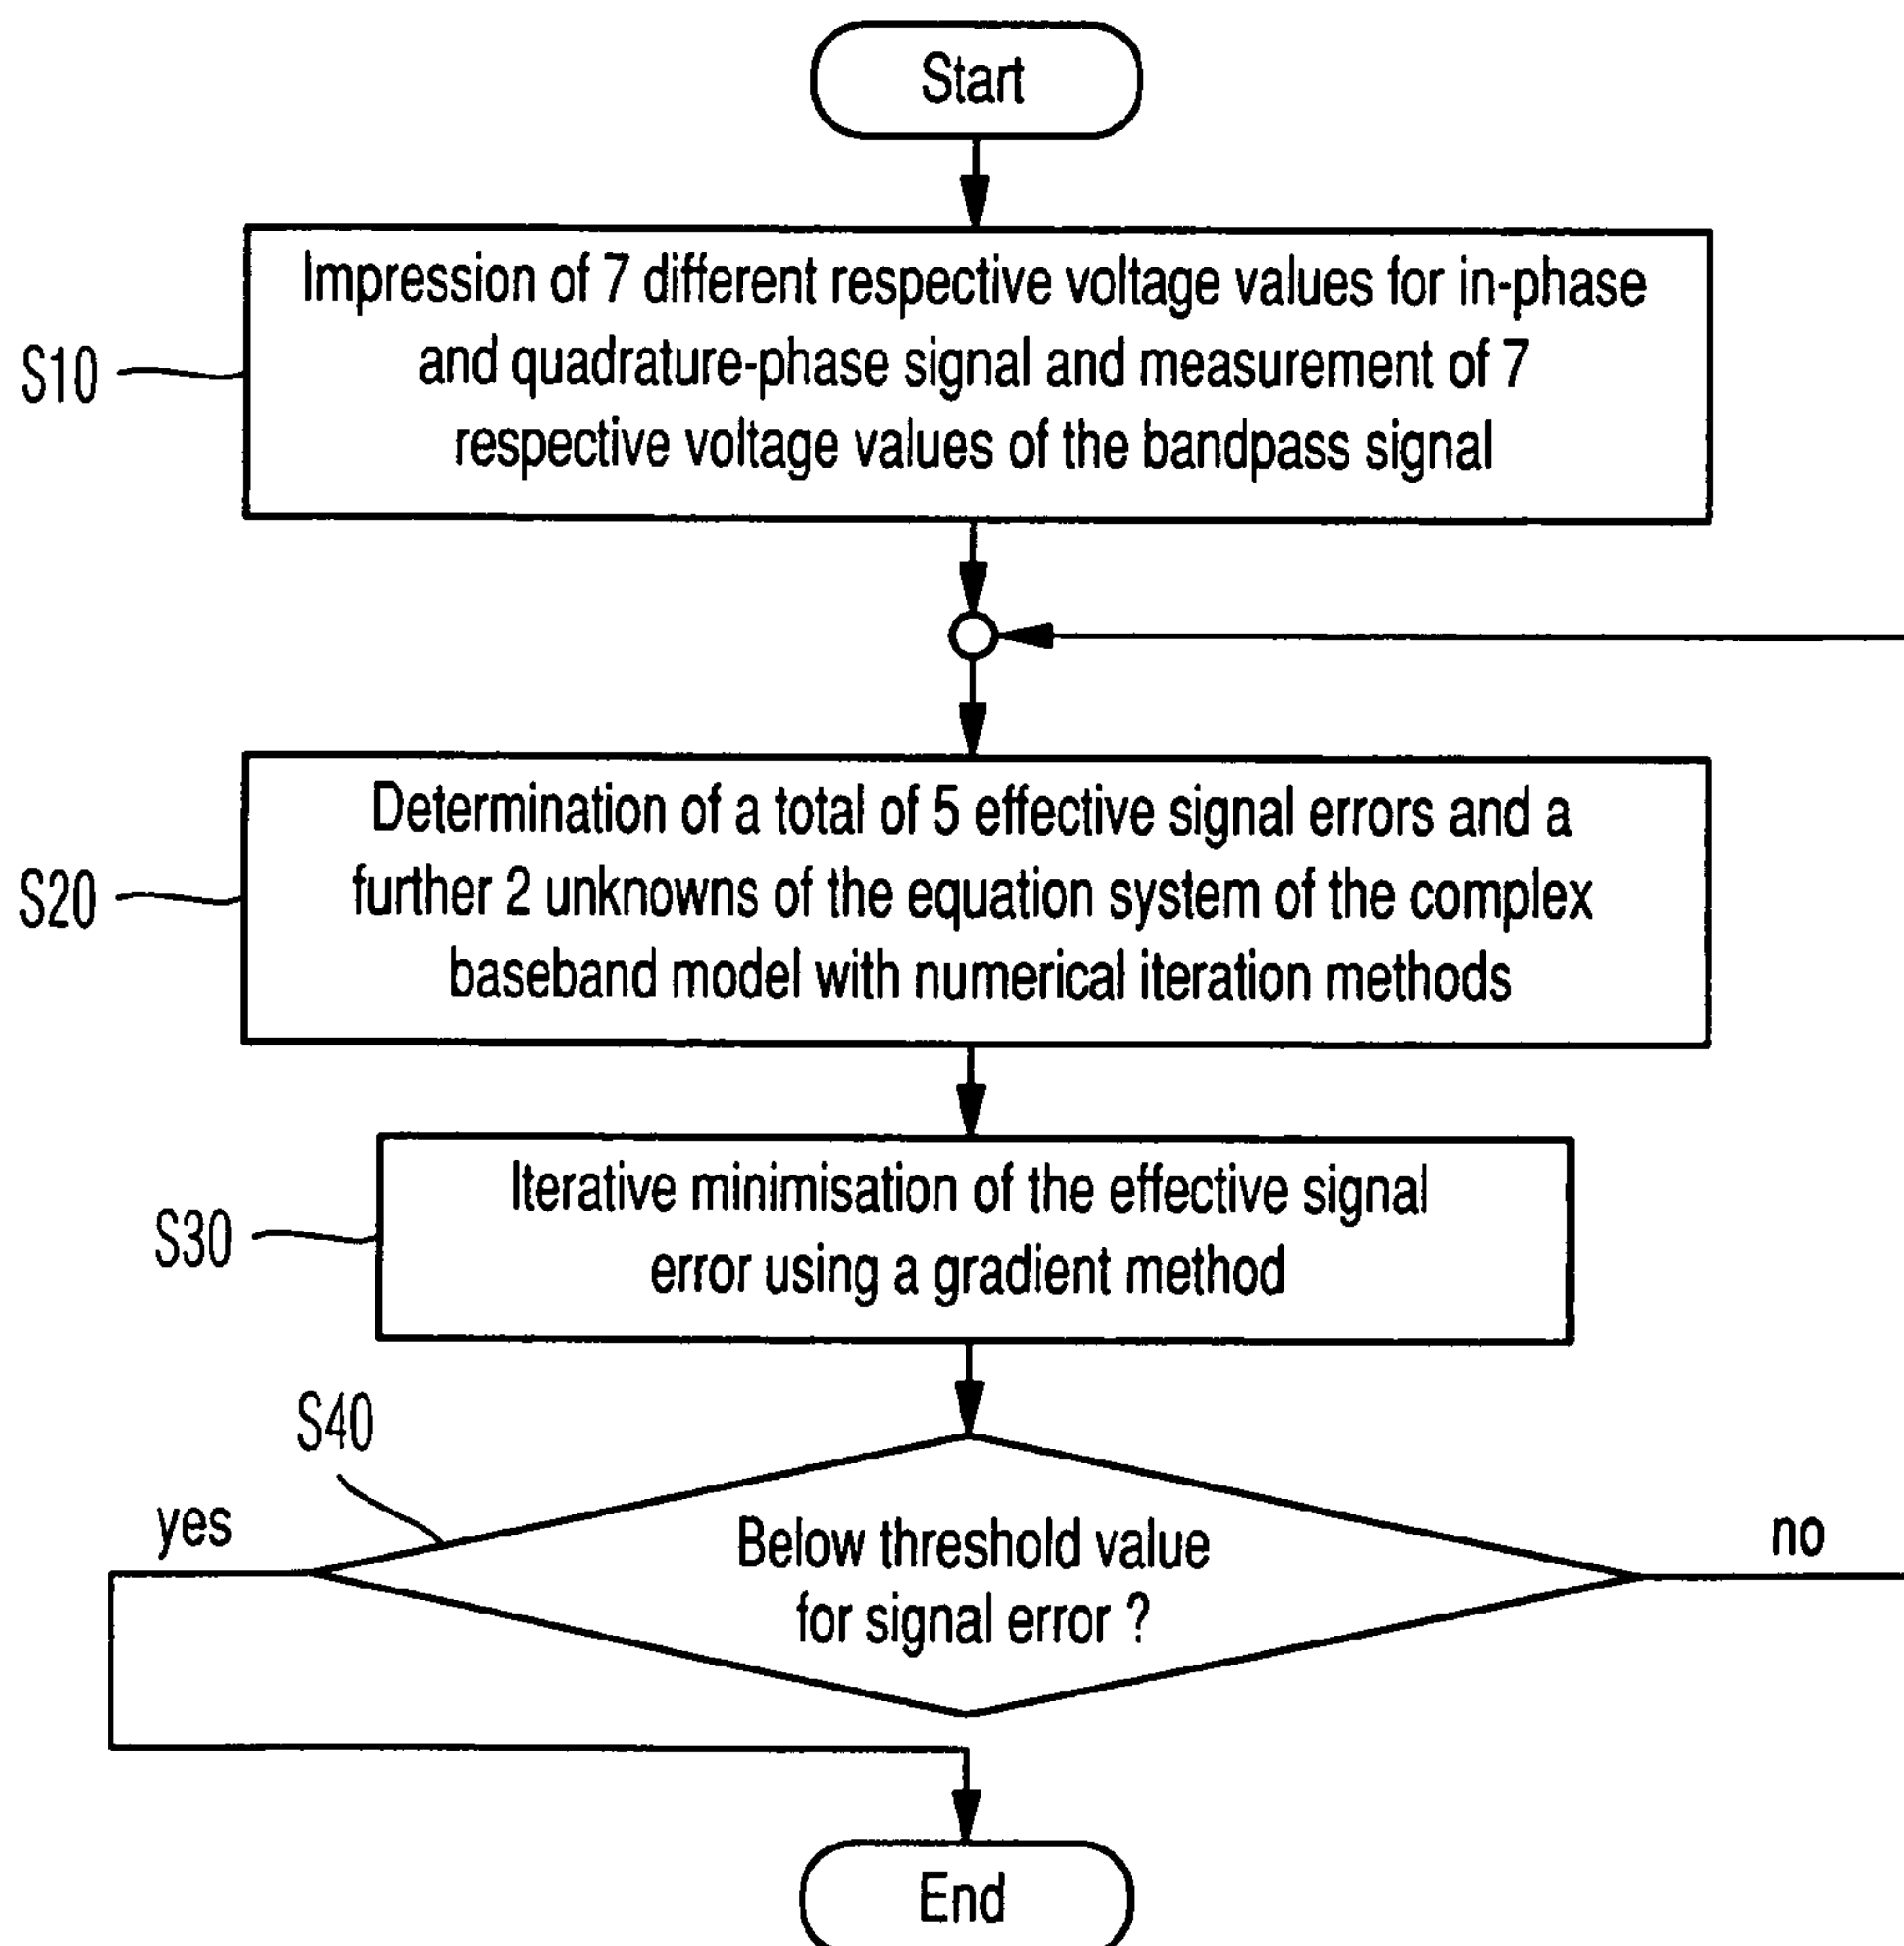 Start
Impression of 7 different respective voltage values for in-phase
and quadrature-phase signal and measurement of 7
respective voltage values of the bandpass signal
S10
Determination of a total of 5 effective signal errors and a
further 2 unknowns of the equation system of the complex
baseband model with numerical iteration methods
S20
Iterative minimisation of the effective signal
error using a gradient method
S30
S40
yes
no
Below threshold value
for signal error ?
End